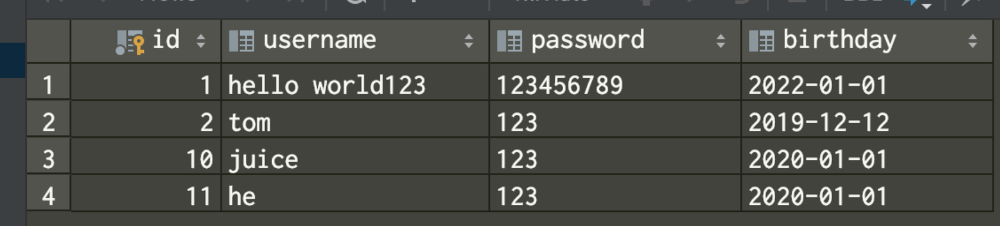 id username password birthday
1 1 hello world123 123456789 2022-01-01
2 2 tom 123 2019-12-12
3 10 juice 123 2020-01-01
4 11 he 123 2020-01-01